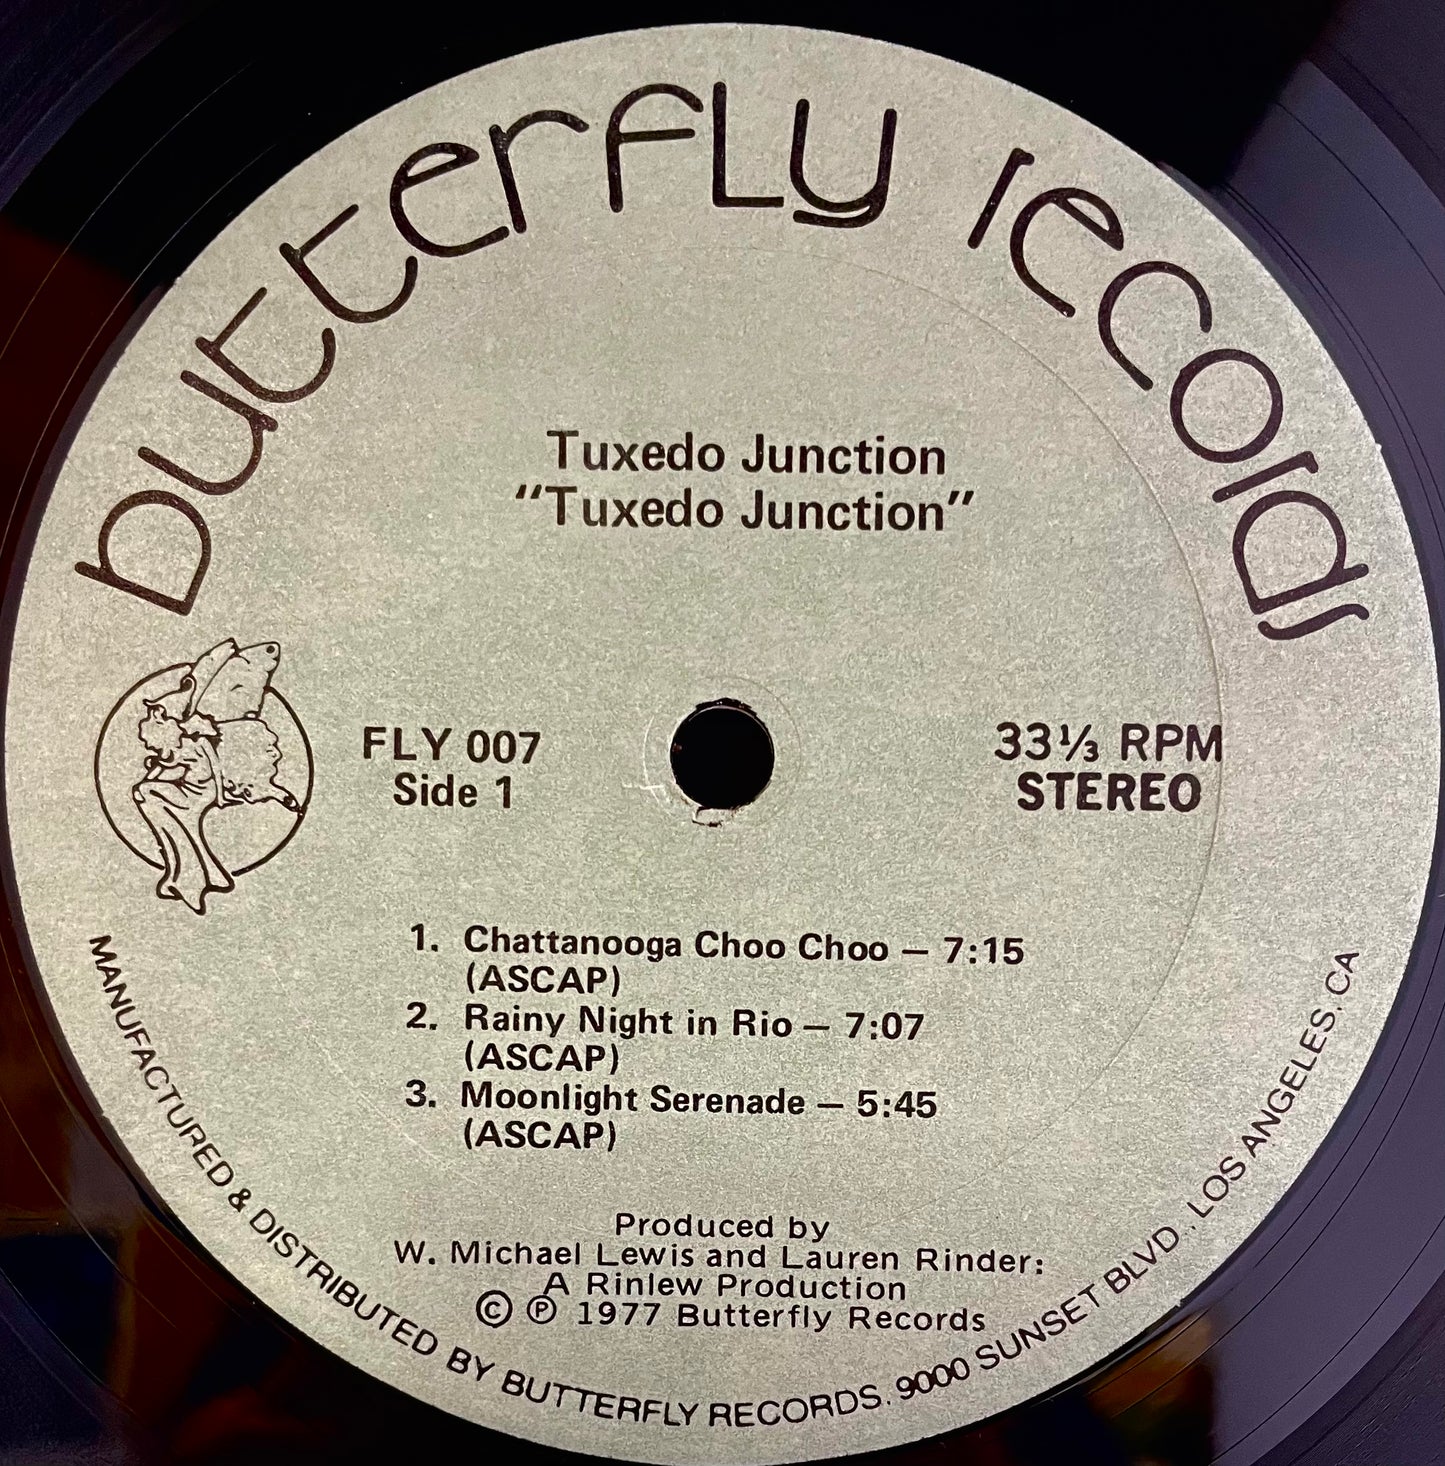 butterfly records
Tuxedo Junction
"Tuxedo Junction"
FLY 007
Side 1
33⅓ RPM
STEREO
1. Chattanooga Choo Choo — 7:15
(ASCAP)
2. Rainy Night in Rio — 7:07
(ASCAP)
3. Moonlight Serenade — 5:45
(ASCAP)
Produced by
W. Michael Lewis and Lauren Rinder:
A Rinlew Production
© ℗ 1977 Butterfly Records
MANUFACTURED & DISTRIBUTED BY BUTTERFLY RECORDS. 9000 SUNSET BLVD., LOS ANGELES, CA